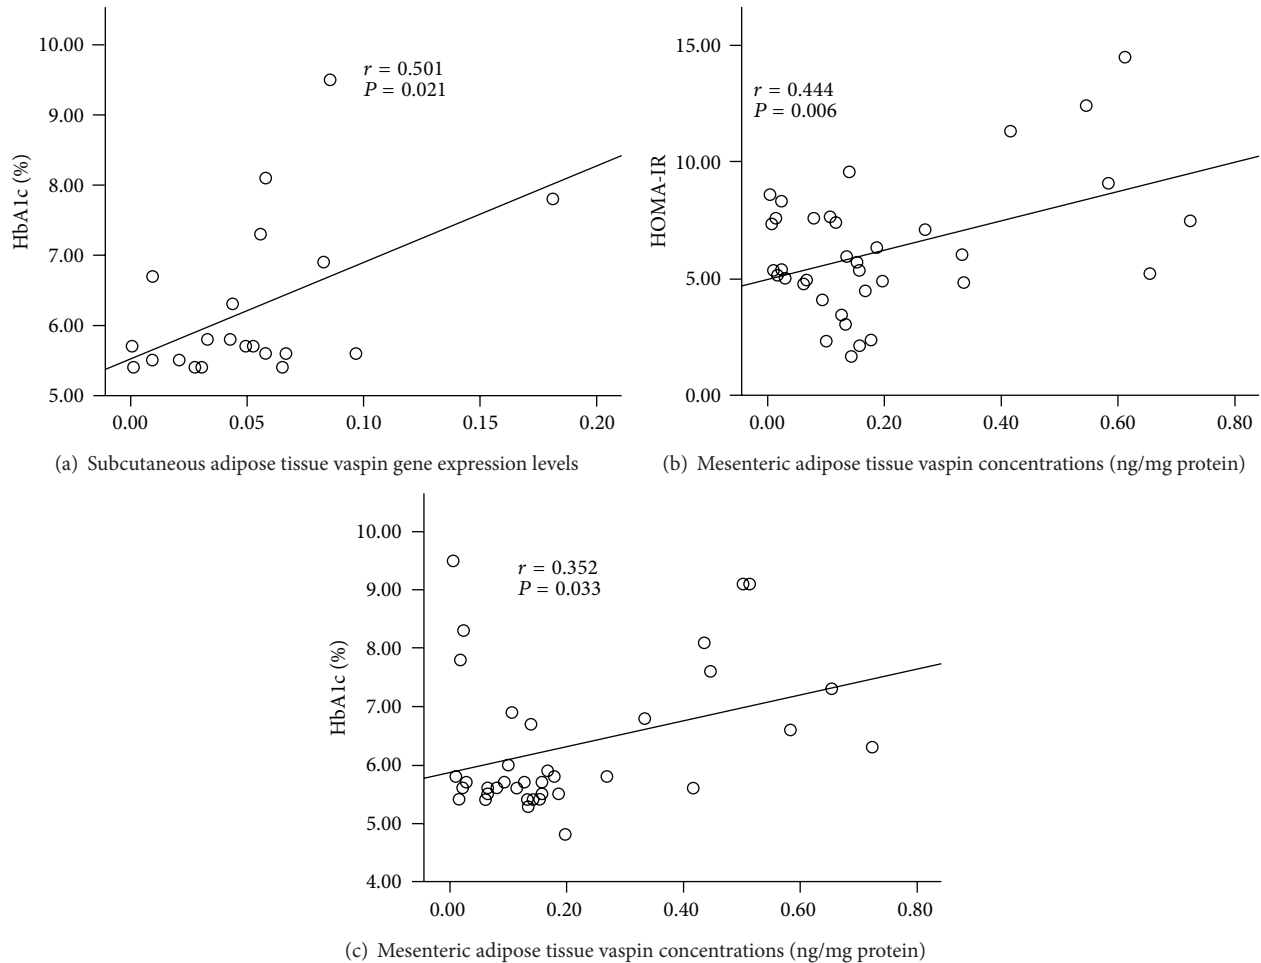 10.00
9.00
8.00
7.00
6.00
5.00
HbA1c (%)
r = 0.501
P = 0.021
0.00 0.05 0.10 0.15 0.20
(a) Subcutaneous adipose tissue vaspin gene expression levels
15.00
10.00
5.00
0.00
HOMA-IR
r = 0.444
P = 0.006
0.00 0.20 0.40 0.60 0.80
(b) Mesenteric adipose tissue vaspin concentrations (ng/mg protein)
10.00
9.00
8.00
7.00
6.00
5.00
4.00
HbA1c (%)
r = 0.352
P = 0.033
0.00 0.20 0.40 0.60 0.80
(c) Mesenteric adipose tissue vaspin concentrations (ng/mg protein)